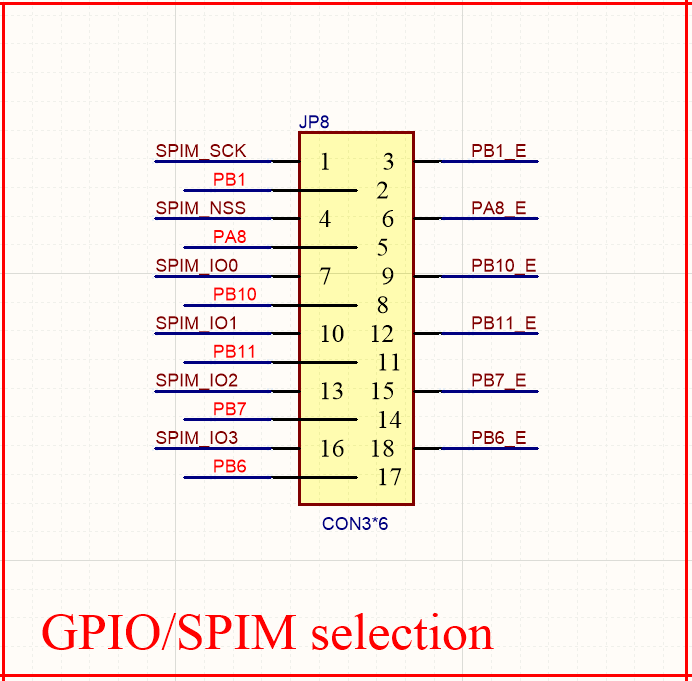 JP8
SPIM_SCK 1 3 PB1_E
PB1 2
SPIM_NSS 4 6 PA8_E
PA8 5
SPIM_IO0 7 9 PB10_E
PB10 8
SPIM_IO1 10 12 PB11_E
PB11 11
SPIM_IO2 13 15 PB7_E
PB7 14
SPIM_IO3 16 18 PB6_E
PB6 17
CON3*6
GPIO/SPIM selection